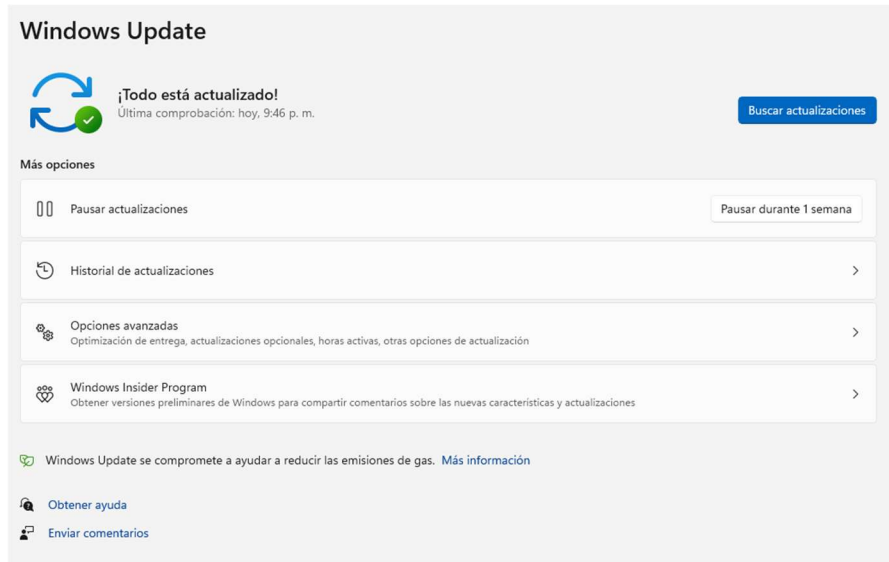 Windows Update
¡Todo está actualizado!
Última comprobación: hoy, 9:46 p. m.
Buscar actualizaciones
Más opciones
Pausar actualizaciones
Pausar durante 1 semana
Historial de actualizaciones
Opciones avanzadas
Optimización de entrega, actualizaciones opcionales, horas activas, otras opciones de actualización
Windows Insider Program
Obtener versiones preliminares de Windows para compartir comentarios sobre las nuevas características y actualizaciones
Windows Update se compromete a ayudar a reducir las emisiones de gas. Más información
Obtener ayuda
Enviar comentarios